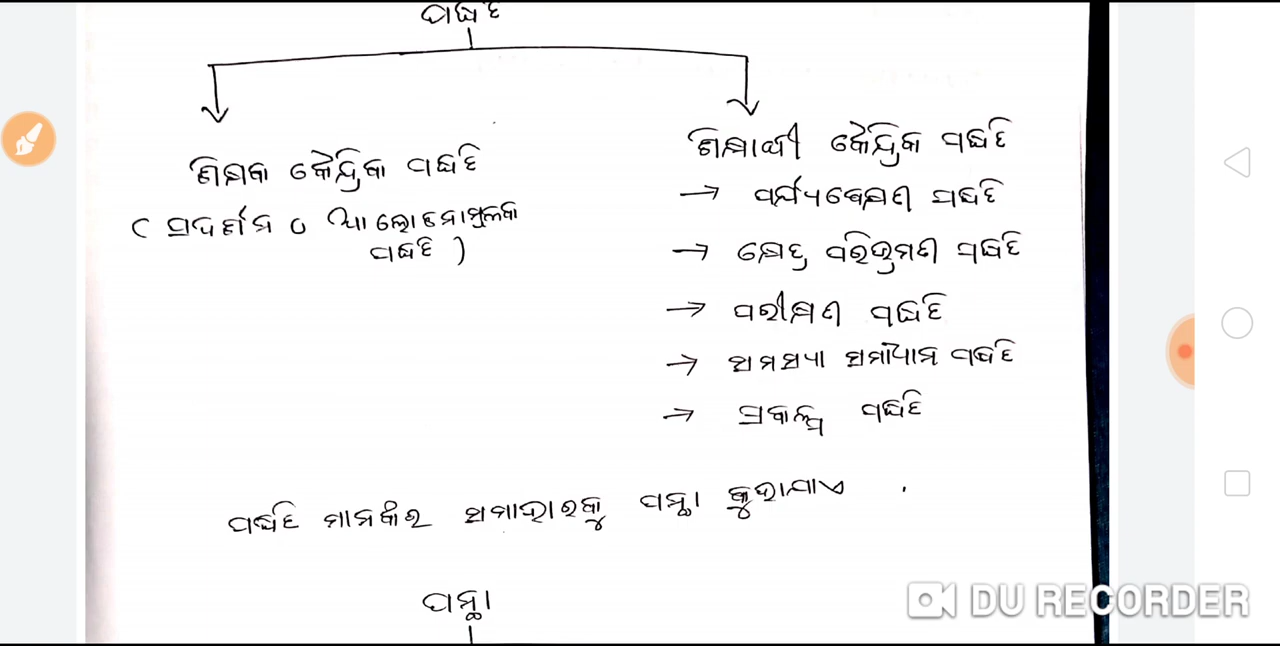 ପଦ୍ଧତି
ଶିକ୍ଷକ କୈନ୍ଦ୍ରିକ ପଦ୍ଧତି
( ପ୍ରଦର୍ଶନ ଓ ଆଲୋଚନାମୂଳକ
ପଦ୍ଧତି )
ଶିକ୍ଷାର୍ଥୀ କୈନ୍ଦ୍ରିକ ପଦ୍ଧତି
→ ପର୍ଯ୍ୟବେକ୍ଷଣ ପଦ୍ଧତି
→ କ୍ଷେତ୍ର ପରିଭ୍ରମଣ ପଦ୍ଧତି
→ ପରୀକ୍ଷଣ ପଦ୍ଧତି
→ ସମସ୍ୟା ସମାଧାନ ପଦ୍ଧତି
→ ପ୍ରକଳ୍ପ ପଦ୍ଧତି
ପଦ୍ଧତି ମାନଙ୍କର ସମାହାରକୁ ପନ୍ଥା କୁହାଯାଏ .
ପନ୍ଥା
DU RECORDER